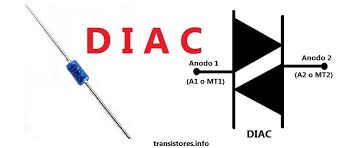 DIAC
Anodo 1
(A1 o MT1)
Anodo 2
(A2 o MT2)
DIAC
transistores.info